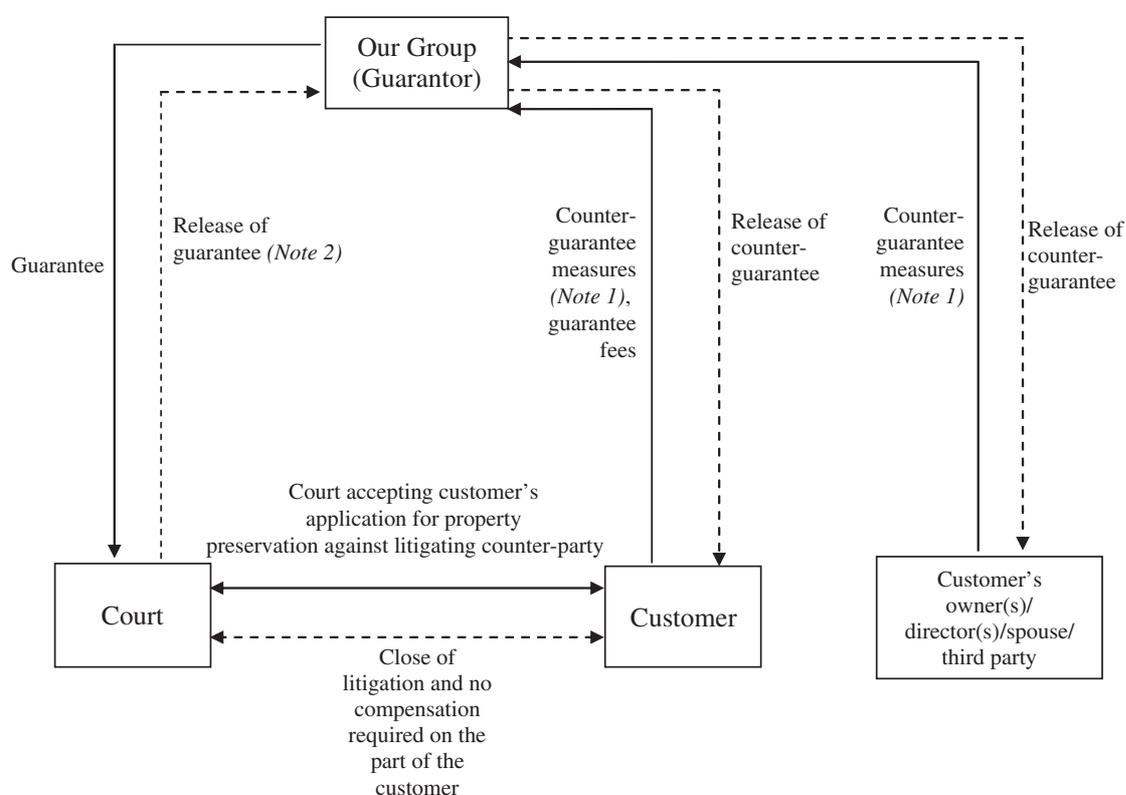 Our Group
(Guarantor)
Guarantee
Release of
guarantee (Note 2)
Counter-
guarantee
measures
(Note 1),
guarantee
fees
Release of
counter-
guarantee
Counter-
guarantee
measures
(Note 1)
Release of
counter-
guarantee
Court accepting customer’s
application for property
preservation against litigating counter-party
Court
Customer
Customer’s
owner(s)/
director(s)/spouse/
third party
Close of
litigation and no
compensation
required on the
part of the
customer